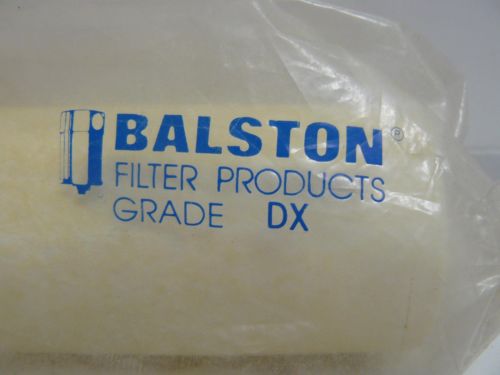 BALSTON®
FILTER PRODUCTS
GRADE DX